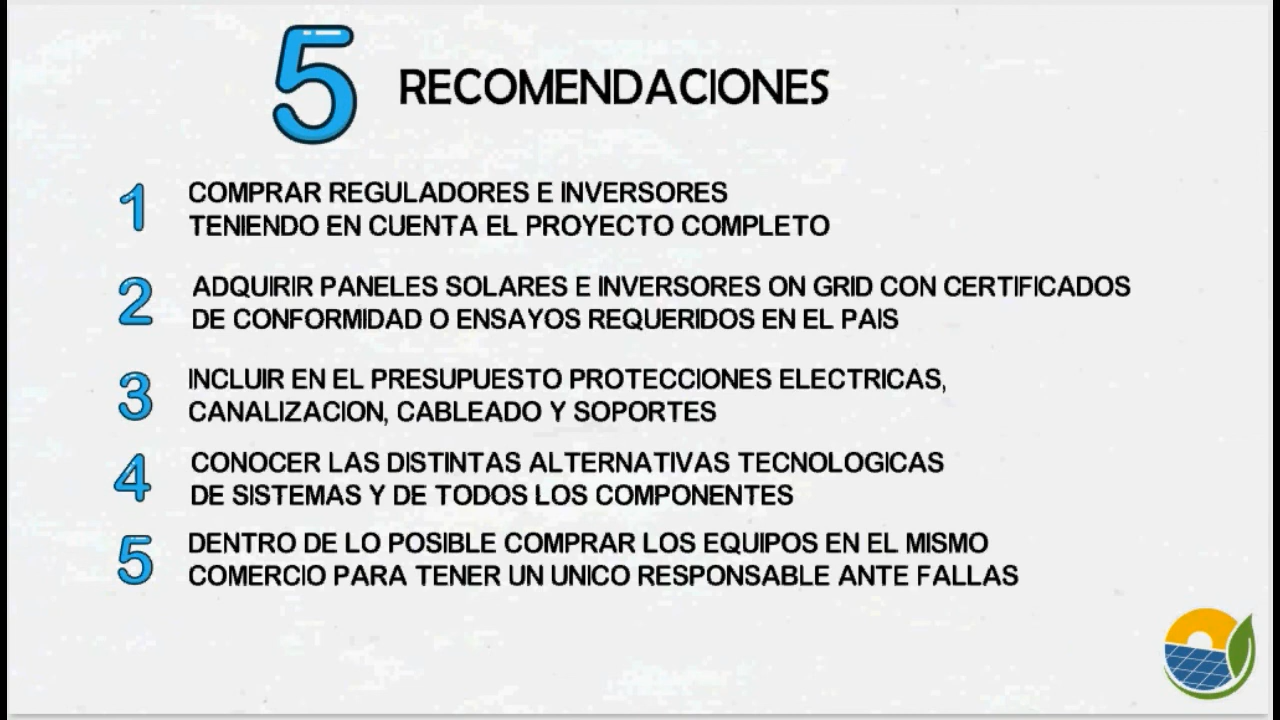 5 RECOMENDACIONES
1 COMPRAR REGULADORES E INVERSORES
TENIENDO EN CUENTA EL PROYECTO COMPLETO
2 ADQUIRIR PANELES SOLARES E INVERSORES ON GRID CON CERTIFICADOS
DE CONFORMIDAD O ENSAYOS REQUERIDOS EN EL PAIS
3 INCLUIR EN EL PRESUPUESTO PROTECCIONES ELECTRICAS,
CANALIZACION, CABLEADO Y SOPORTES
4 CONOCER LAS DISTINTAS ALTERNATIVAS TECNOLOGICAS
DE SISTEMAS Y DE TODOS LOS COMPONENTES
5 DENTRO DE LO POSIBLE COMPRAR LOS EQUIPOS EN EL MISMO
COMERCIO PARA TENER UN UNICO RESPONSABLE ANTE FALLAS